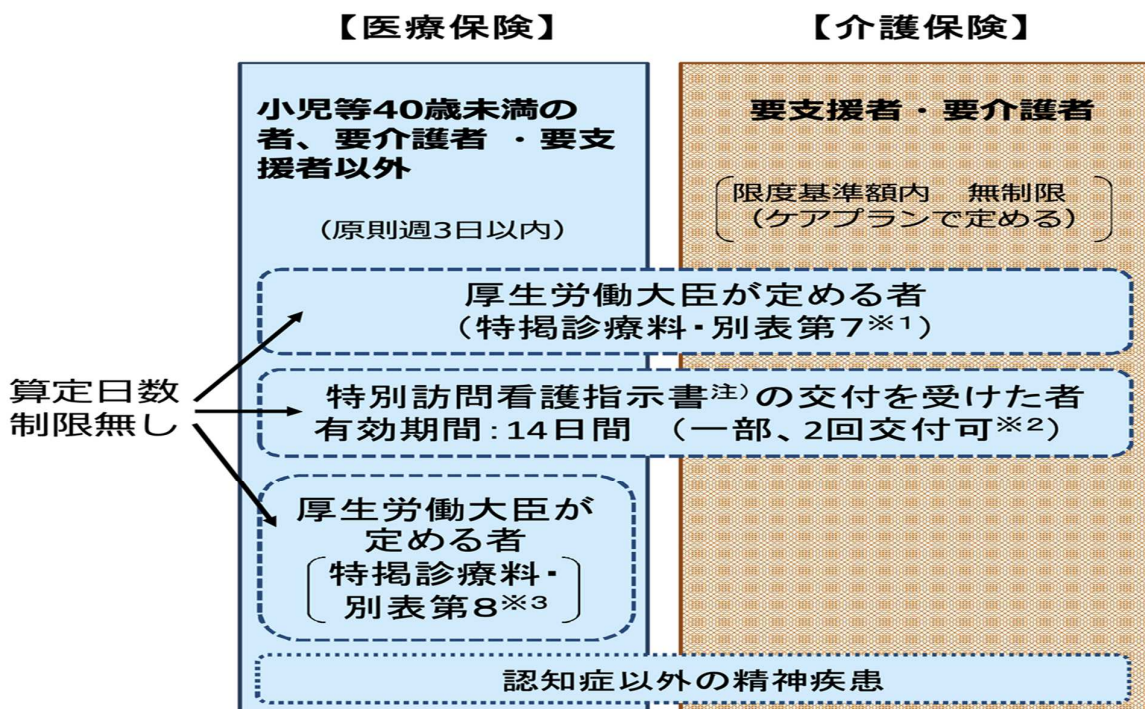 【医療保険】
【介護保険】
小児等40歳未満の
者、要介護者 ・要支
援者以外
(原則週3日以内)
要支援者・要介護者
限度基準額内 無制限
(ケアプランで定める)
厚生労働大臣が定める者
(特掲診療料・別表第7※1)
算定日数
制限無し
特別訪問看護指示書注)の交付を受けた者
有効期間:14日間 (一部、2回交付可※2)
厚生労働大臣が
定める者
特掲診療料・
別表第8※3
認知症以外の精神疾患